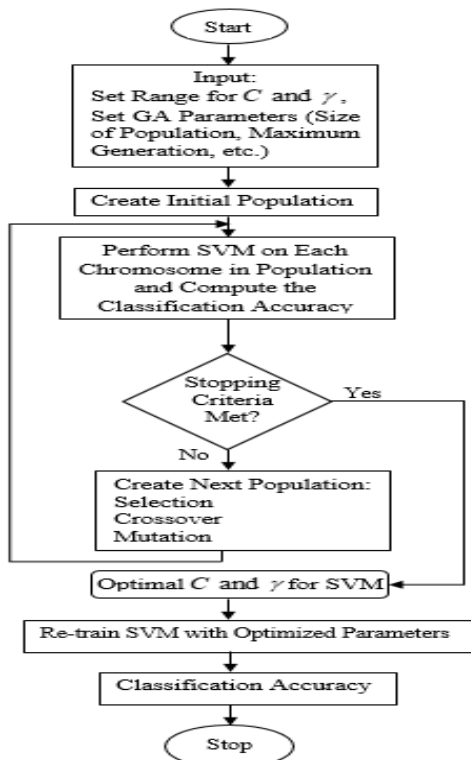 Start
Input:
Set Range for C and γ,
Set GA Parameters (Size
of Population, Maximum
Generation, etc.)
Create Initial Population
Perform SVM on Each
Chromosome in Population
and Compute the
Classification Accuracy
Stopping
Criteria
Met?
Yes
No
Create Next Population:
Selection
Crossover
Mutation
Optimal C and γ for SVM
Re-train SVM with Optimized Parameters
Classification Accuracy
Stop